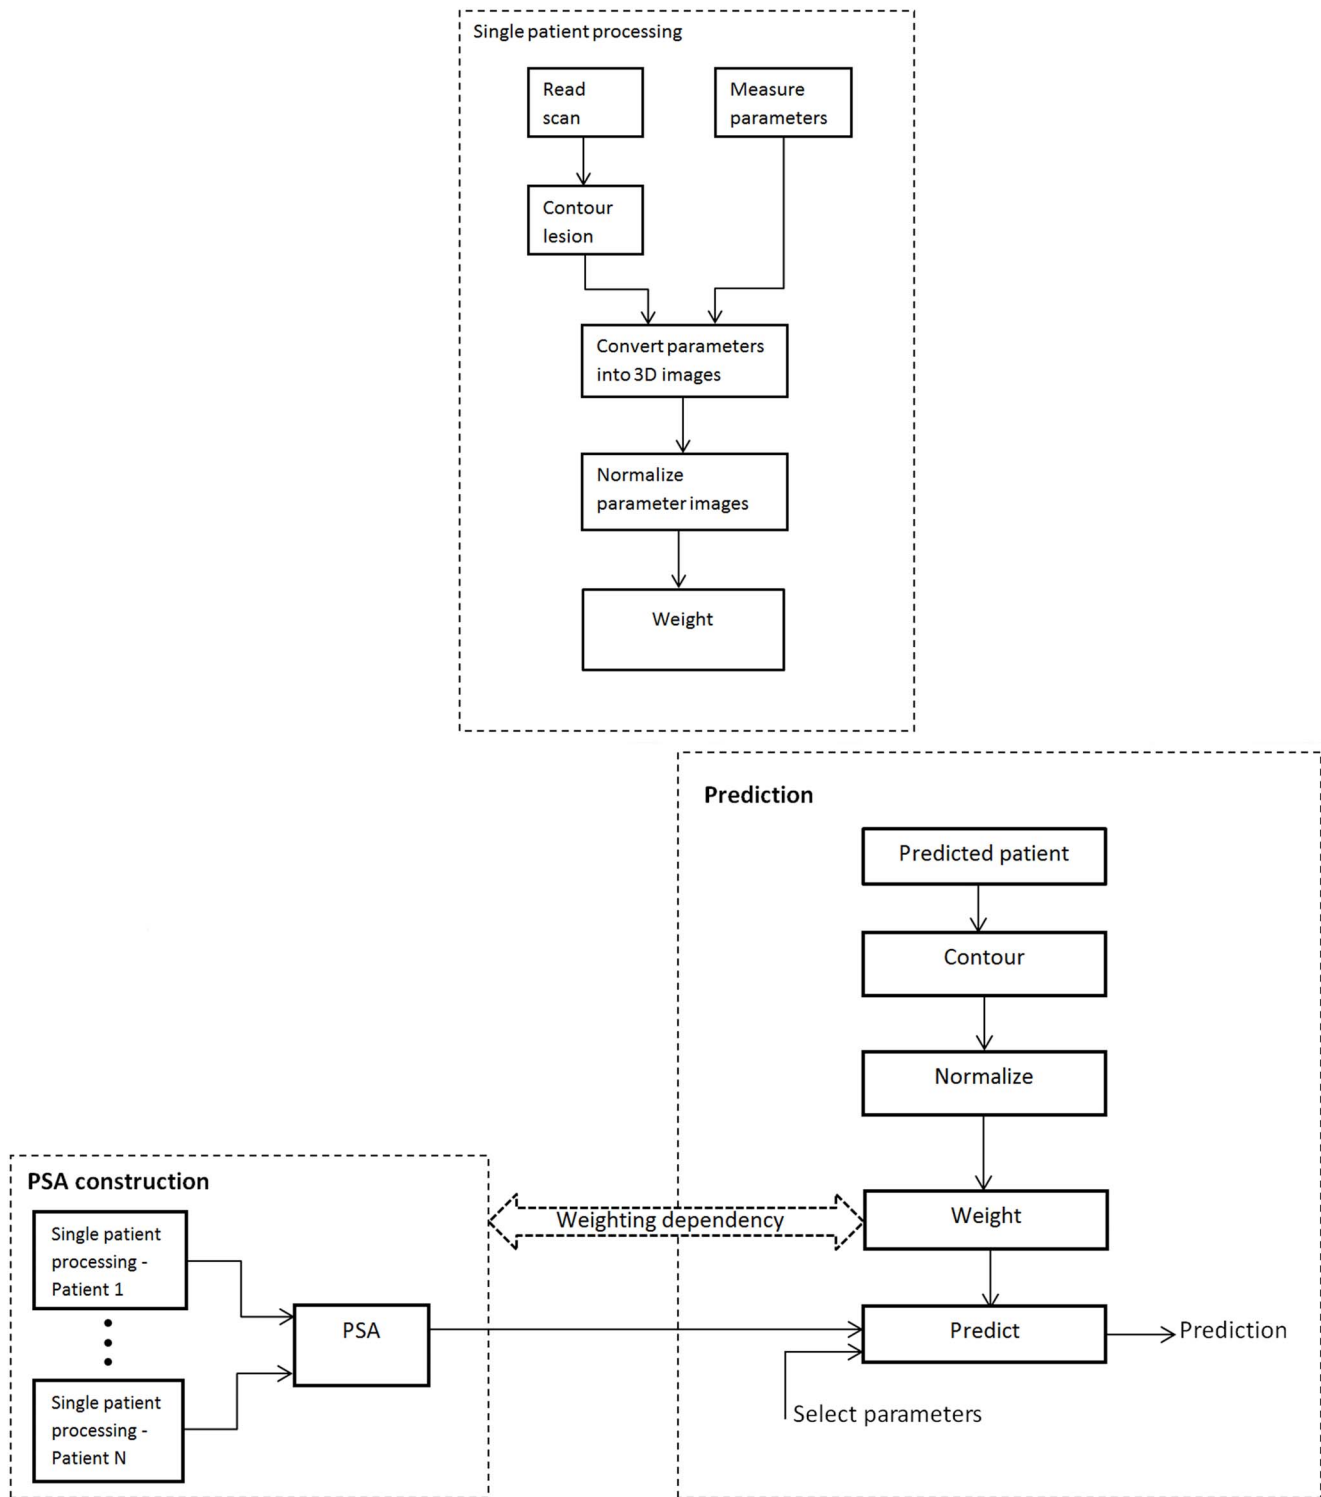 Single patient processing
Read
scan
Measure
parameters
Contour
lesion
Convert parameters
into 3D images
Normalize
parameter images
Weight
Prediction
Predicted patient
Contour
Normalize
Weight
Predict
Prediction
Select parameters
Weighting dependency
PSA construction
Single patient
processing -
Patient 1
PSA
Single patient
processing -
Patient N